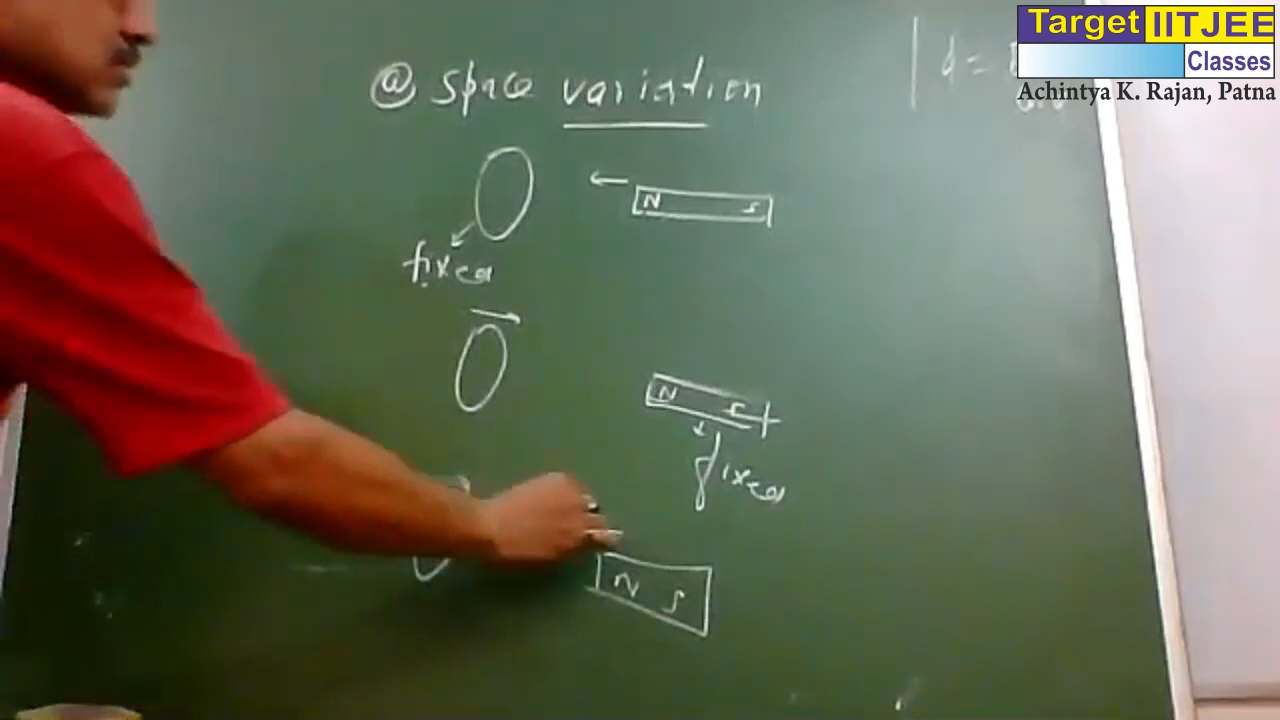 Target IITJEE
Classes
Achintya K. Rajan, Patna
@ space variation
N S
fixed
N S
fixed
N S